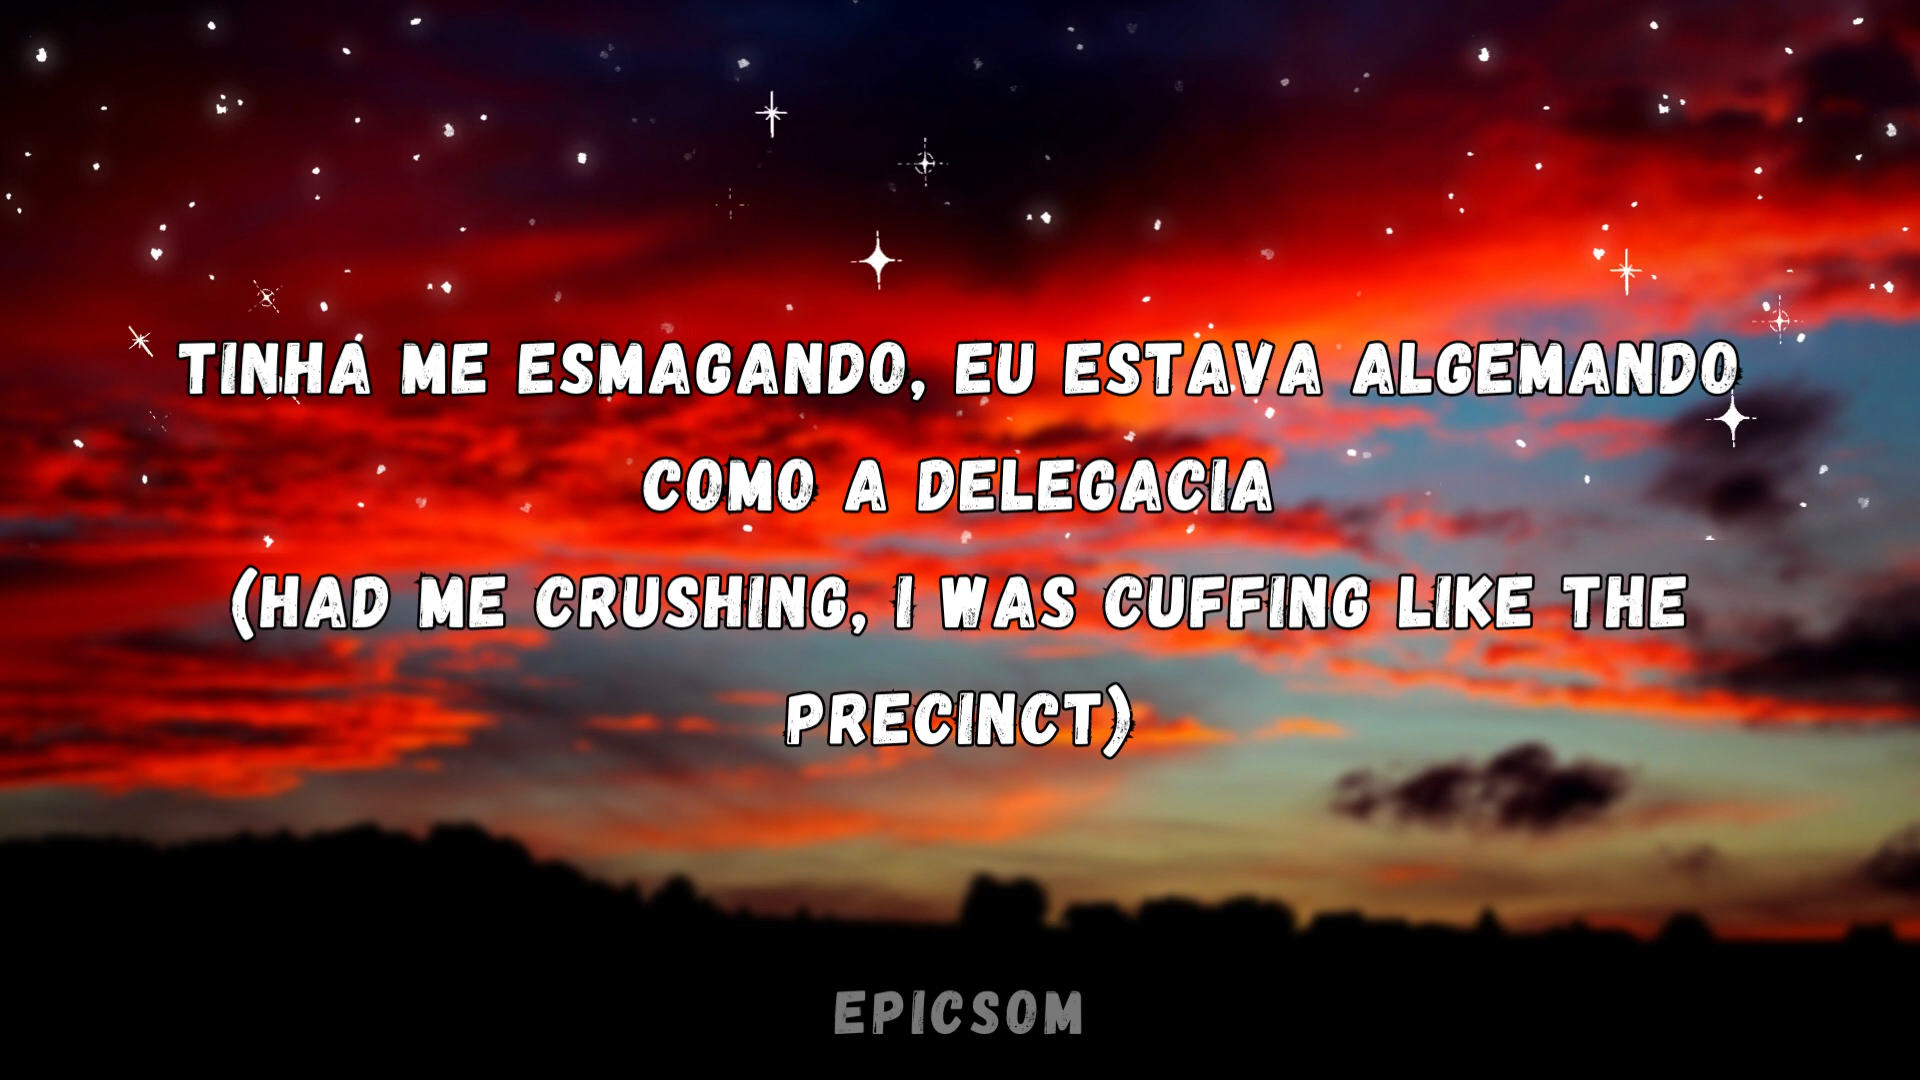 TINHA ME ESMAGANDO, EU ESTAVA ALGEMANDO
COMO A DELEGACIA
(HAD ME CRUSHING, I WAS CUFFING LIKE THE
PRECINCT)
EPICSOM